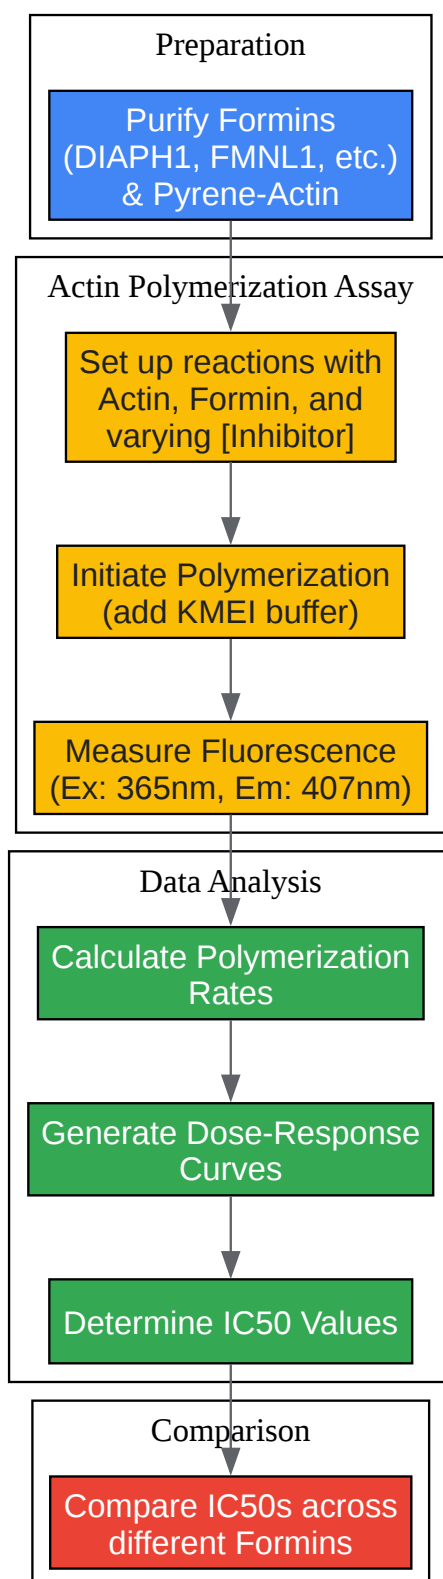 Preparation
Purify Formins
(DIAPH1, FMNL1, etc.)
& Pyrene-Actin
Actin Polymerization Assay
Set up reactions with
Actin, Formin, and
varying [Inhibitor]
Initiate Polymerization
(add KMEI buffer)
Measure Fluorescence
(Ex: 365nm, Em: 407nm)
Data Analysis
Calculate Polymerization
Rates
Generate Dose-Response
Curves
Determine IC50 Values
Comparison
Compare IC50s across
different Formins